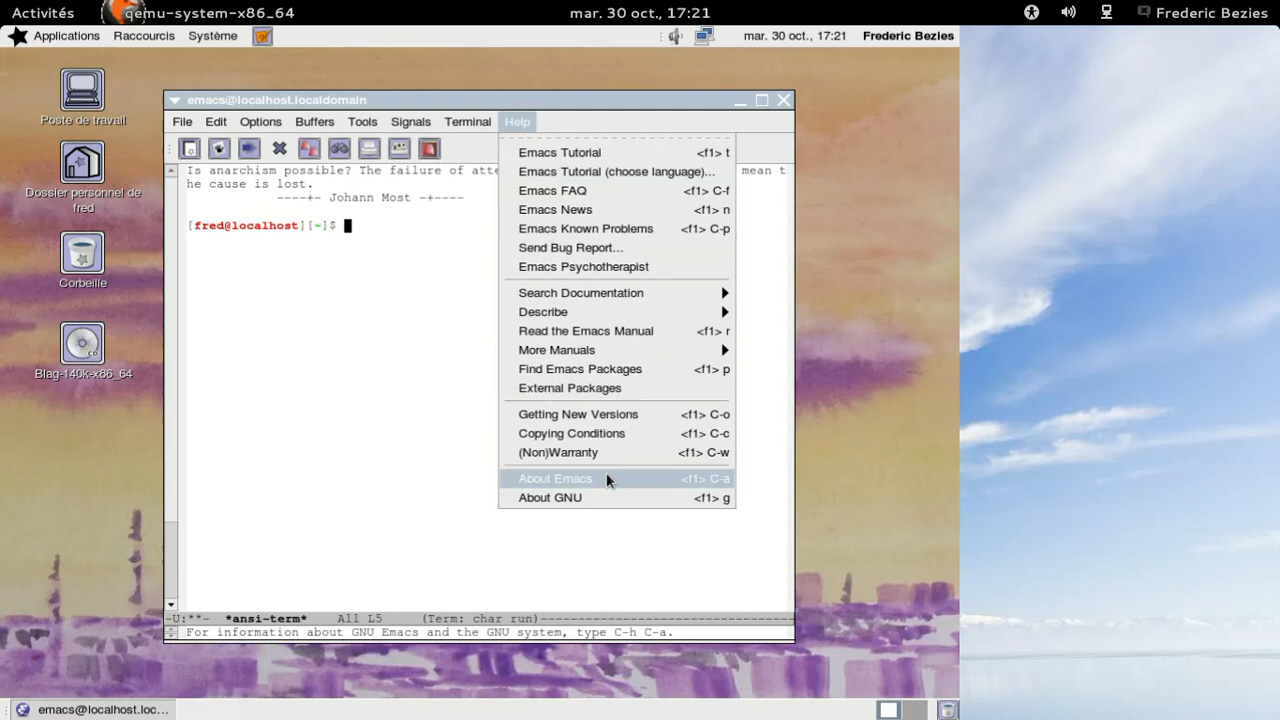 Activités qemu-system-x86_64 mar. 30 oct., 17:21 Frederic Bezies
Applications Raccourcis Système mar. 30 oct., 17:21 Frederic Bezies
Poste de travail
Dossier personnel de
fred
Corbeille
Blag-140k-x86_64
emacs@localhost.localdomain
File Edit Options Buffers Tools Signals Terminal Help
Is anarchism possible? The failure of atte mean t
he cause is lost.
----+- Johann Most -+----
[fred@localhost][~]$
Emacs Tutorial <f1> t
Emacs Tutorial (choose language)...
Emacs FAQ <f1> C-f
Emacs News <f1> n
Emacs Known Problems <f1> C-p
Send Bug Report...
Emacs Psychotherapist
Search Documentation
Describe
Read the Emacs Manual <f1> r
More Manuals
Find Emacs Packages <f1> p
External Packages
Getting New Versions <f1> C-o
Copying Conditions <f1> C-c
(Non)Warranty <f1> C-w
About Emacs <f1> C-a
About GNU <f1> g
-U:**- *ansi-term* All L5 (Term: char run)------------------------------
For information about GNU Emacs and the GNU system, type C-h C-a.
emacs@localhost.loc...